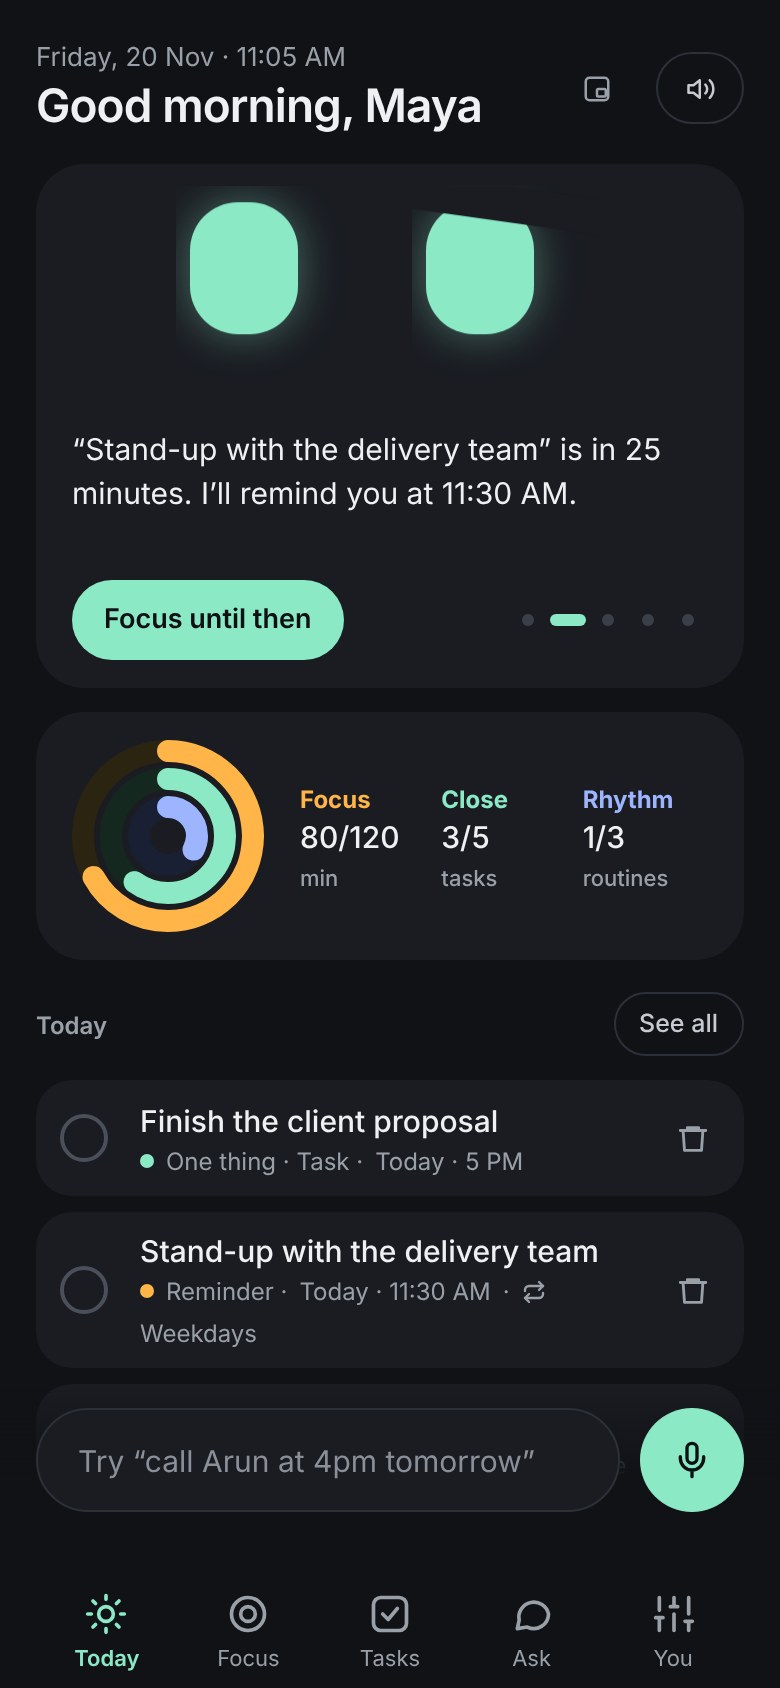 Friday, 20 Nov · 11:05 AM
Good morning, Maya
“Stand-up with the delivery team” is in 25
minutes. I’ll remind you at 11:30 AM.
Focus until then
Focus
80/120
min
Close
3/5
tasks
Rhythm
1/3
routines
Today
See all
Finish the client proposal
One thing · Task · Today · 5 PM
Stand-up with the delivery team
Reminder · Today · 11:30 AM ·
Weekdays
Try “call Arun at 4pm tomorrow”
Today
Focus
Tasks
Ask
You